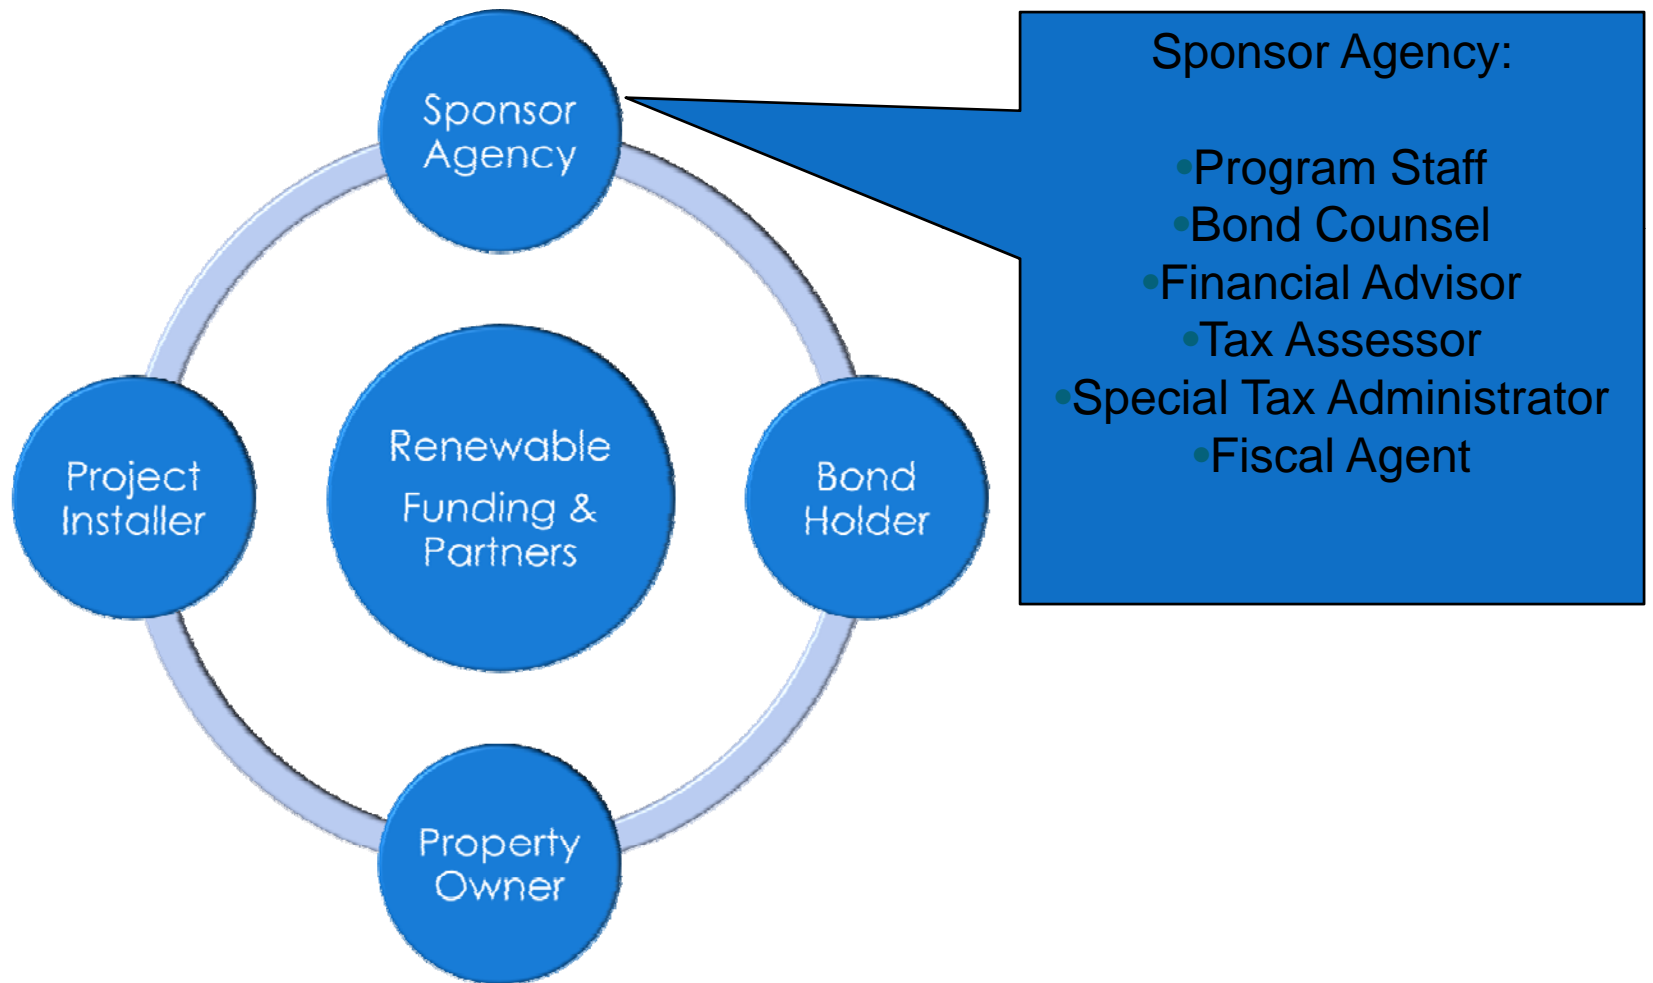 Sponsor
Agency
Project
Installer
Renewable
Funding &
Partners
Bond
Holder
Property
Owner
Sponsor Agency:
•Program Staff
•Bond Counsel
•Financial Advisor
•Tax Assessor
•Special Tax Administrator
•Fiscal Agent